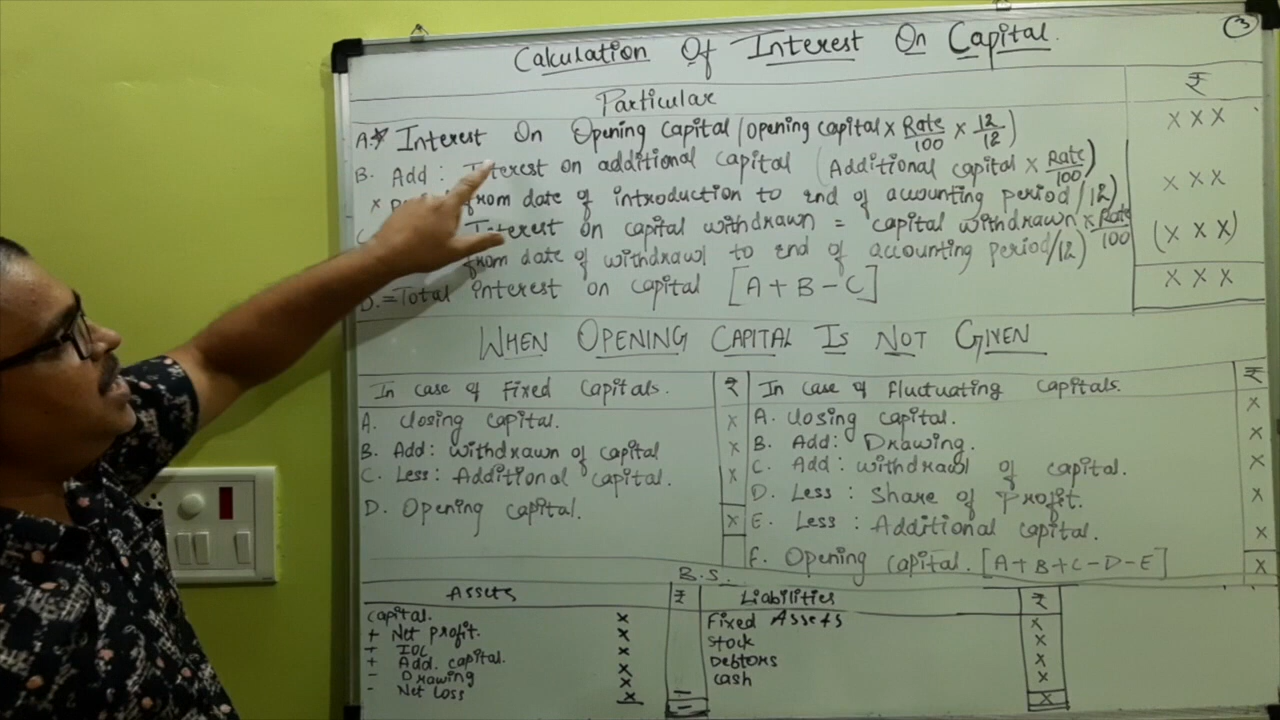 Calculation Of Interest On Capital.
3
Particular ₹
A. Interest On Opening Capital (opening capital × Rate/100 × 12/12) × × ×
B. Add : Interest on additional capital (Additional capital × Rate/100)
× from date of introduction to end of accounting period/12) × × ×
Interest on capital withdrawn = capital withdrawn × Rate/100 (× × ×)
from date of withdrawl to end of accounting period/12)
D. = Total interest on capital [A + B - C] × × ×
WHEN OPENING CAPITAL IS NOT GIVEN
In case of Fixed Capitals. ₹
A. Closing capital. ×
B. Add: withdrawn of capital ×
C. Less: Additional capital. ×
D. Opening capital. ×
In case of fluctuating capitals. ₹
A. Closing capital. ×
B. Add: Drawing. ×
C. Add: withdrawl of capital. ×
D. Less : Share of Profit. ×
E. Less : Additional capital. ×
F. Opening capital. [A+B+C-D-E] ×
B.S.
Assets ₹ Liabilities ₹
capital. × Fixed Assets ×
+ Net profit. × Stock ×
+ IOC × Debtors ×
+ Add. capital. × cash ×
- Drawing ×
- Net Loss × - ×